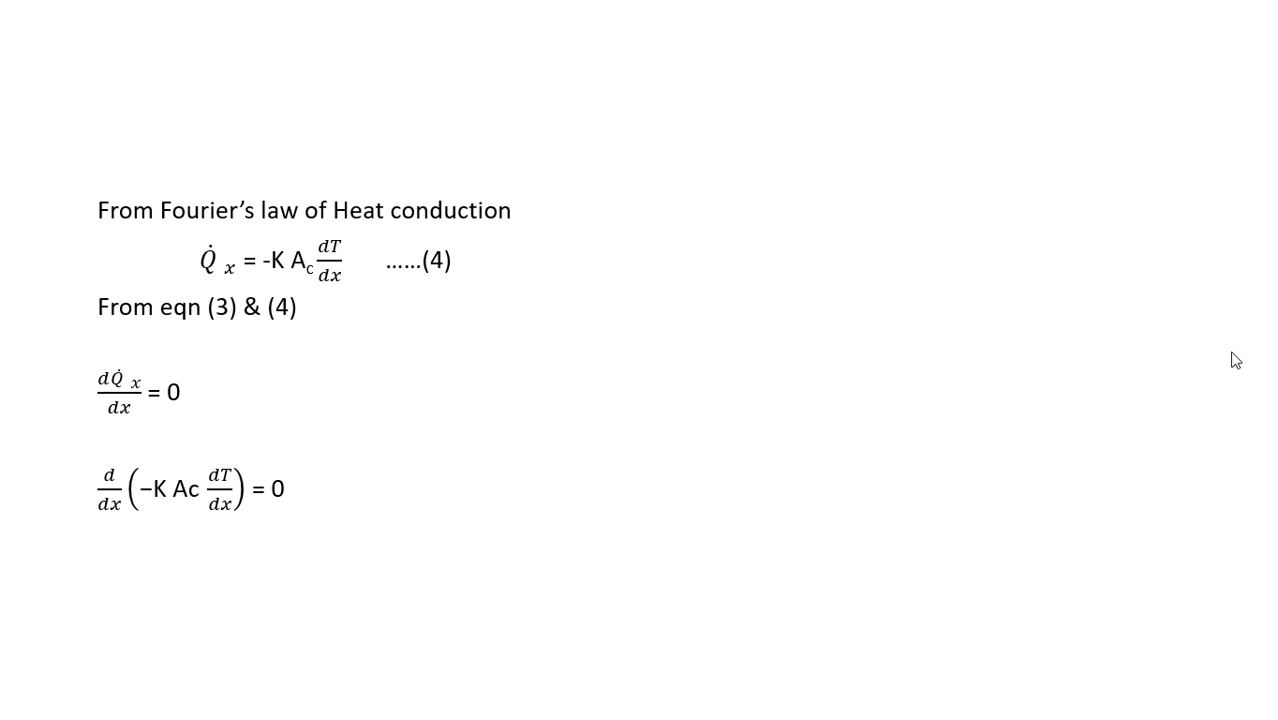 From Fourier’s law of Heat conduction
Q̇ x = -K Ac dT/dx ……(4)
From eqn (3) & (4)
dQ̇ x/dx = 0
d/dx (−K Ac dT/dx) = 0